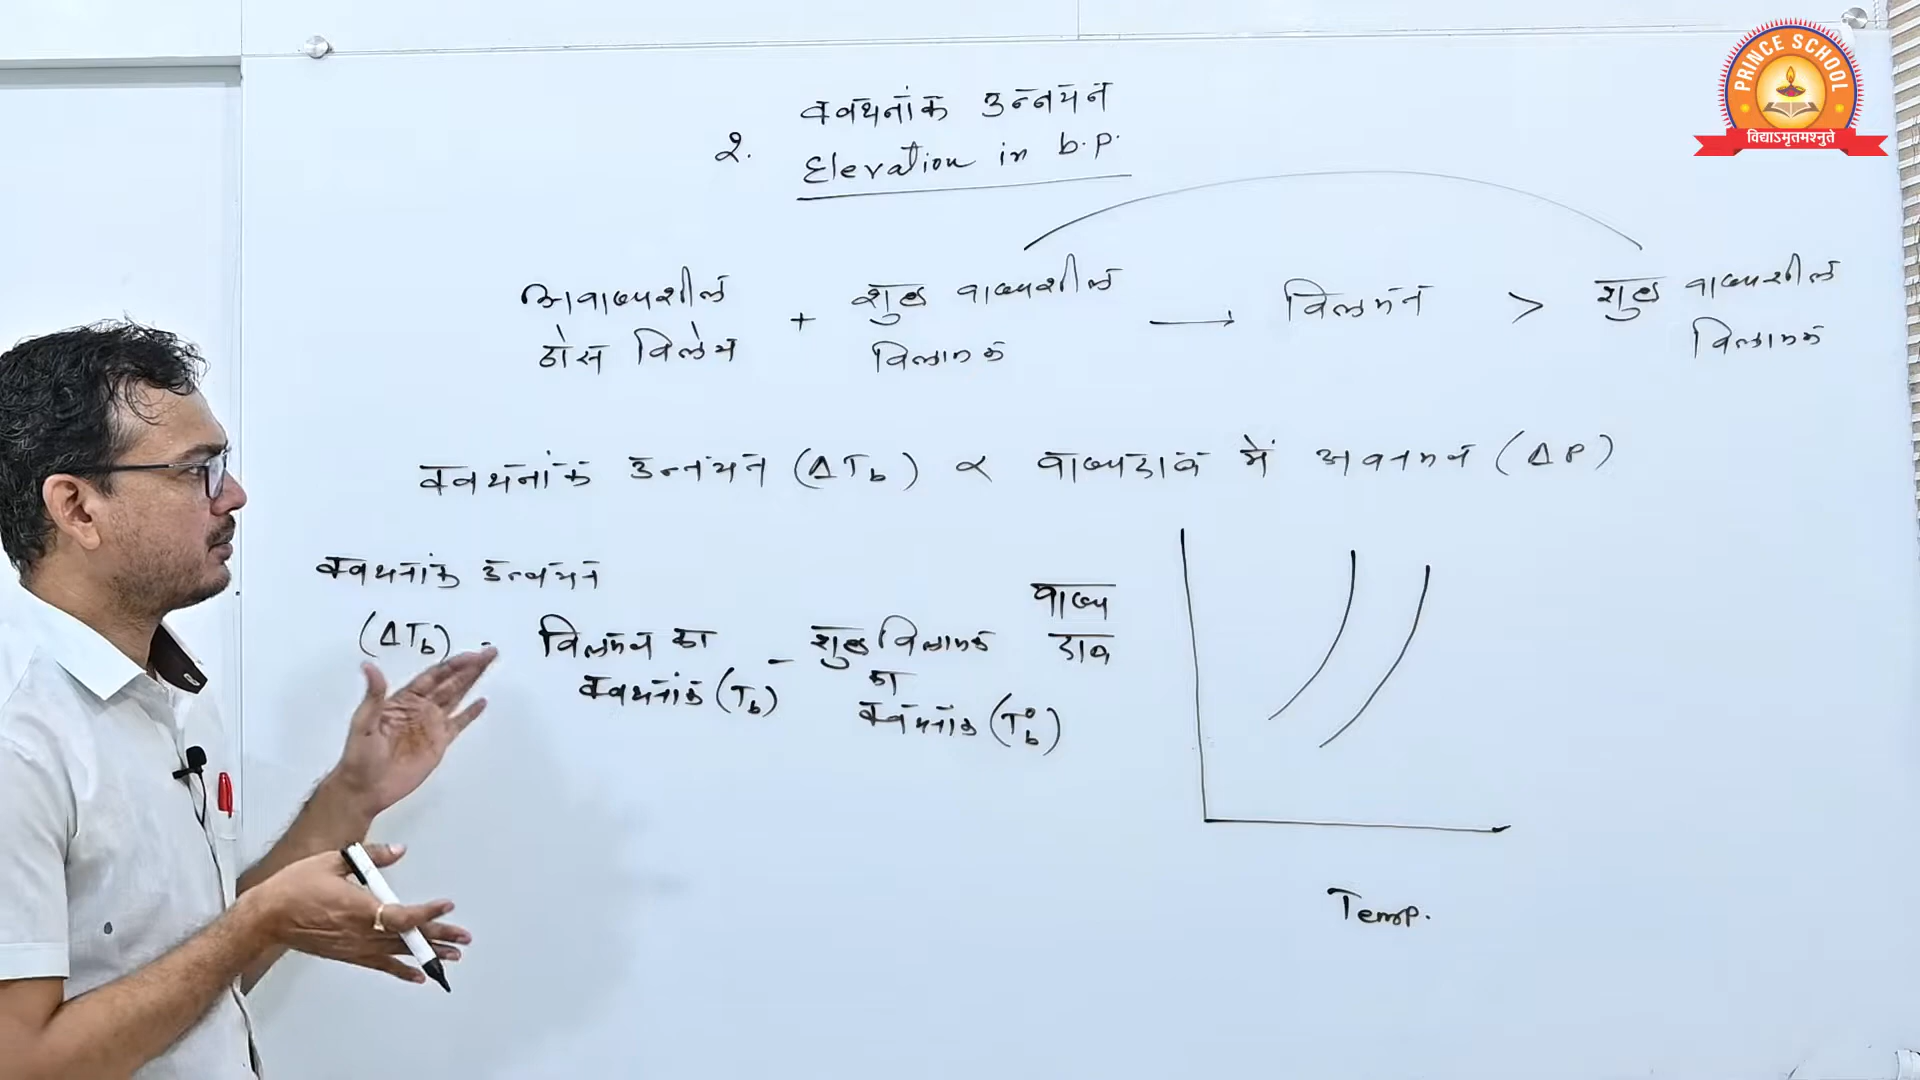 PRINCE SCHOOL
विद्याऽमृतमश्नुते
2. क्वथनांक उन्नयन
Elevation in b.p.
अवाष्पशील ठोस विलेय + शुद्ध वाष्पशील विलायक → विलयन > शुद्ध वाष्पशील विलायक
क्वथनांक उन्नयन (ΔTb) ∝ वाष्पदाब में अवनमन (ΔP)
क्वथनांक उन्नयन
(ΔTb) = विलयन का क्वथनांक (Tb) - शुद्ध विलायक का क्वथनांक (T°b)
वाष्प
दाब
Temp.